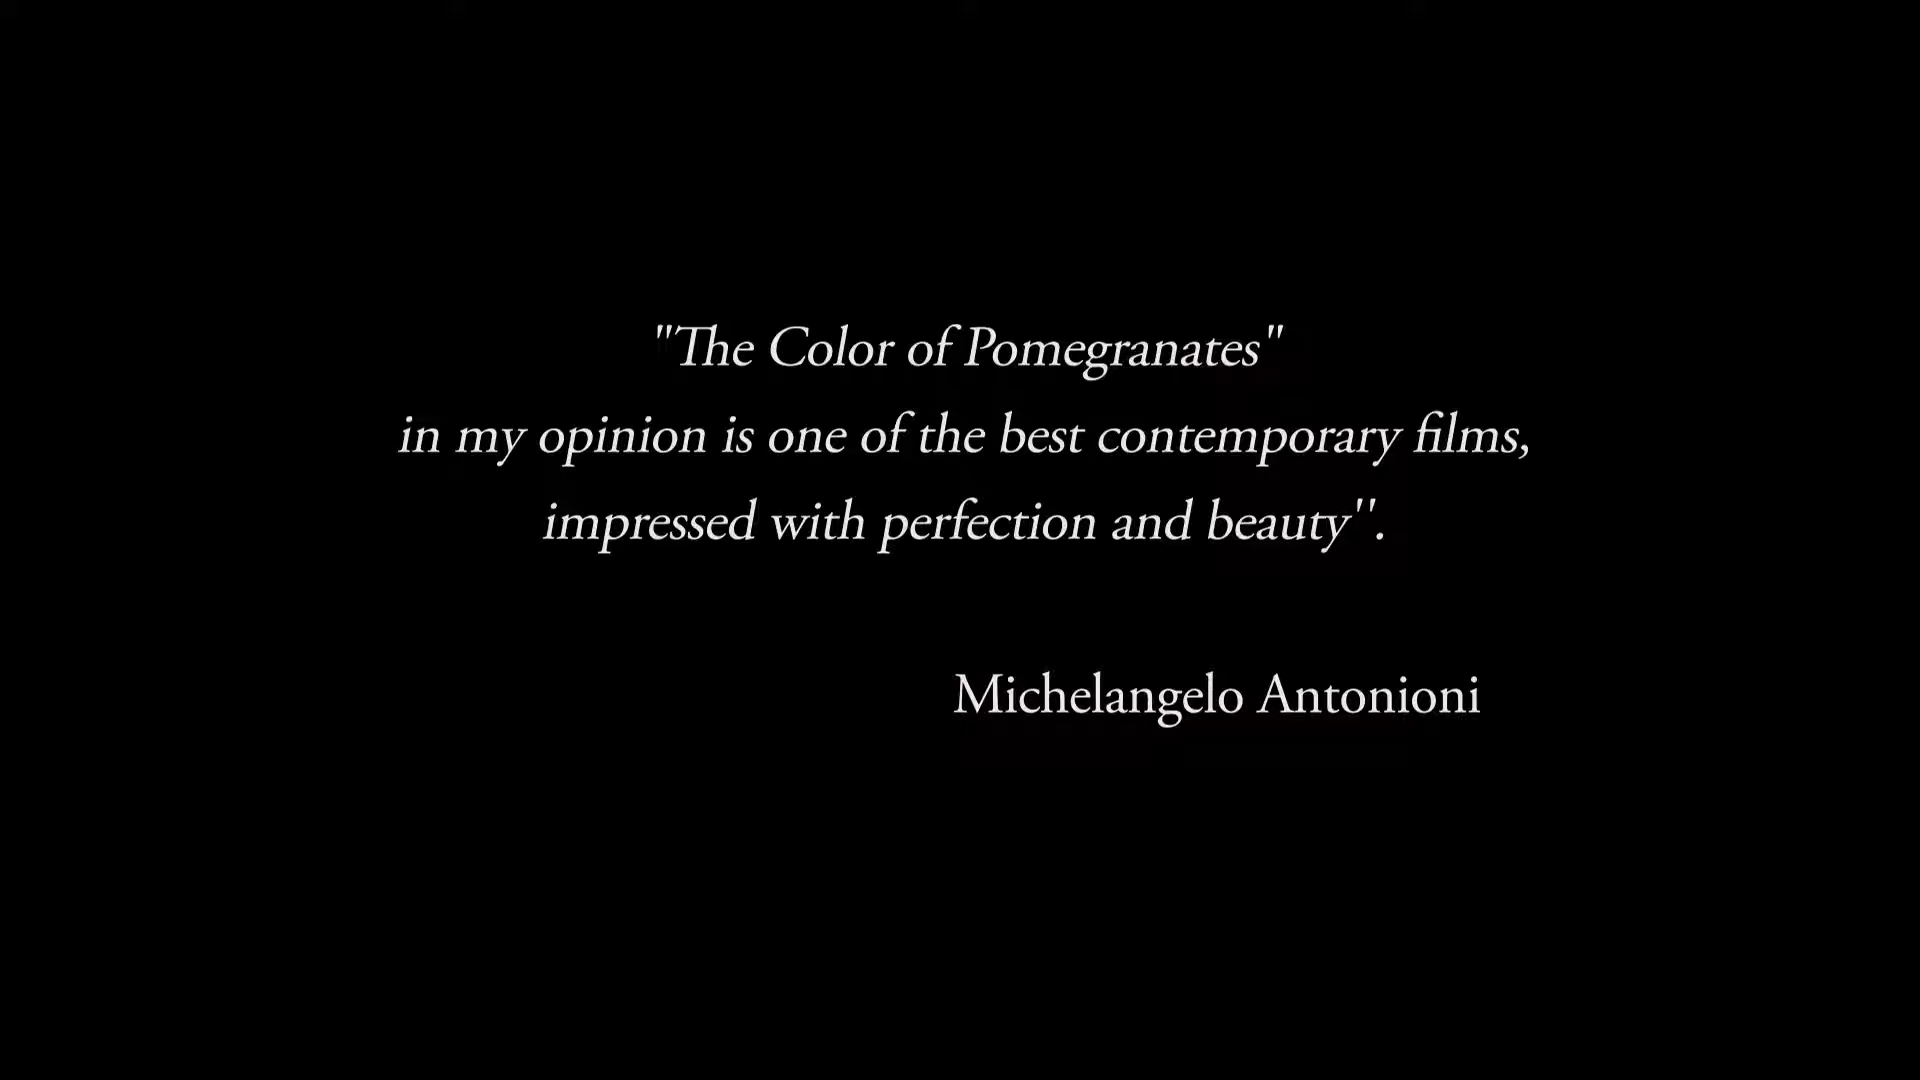 "The Color of Pomegranates"
in my opinion is one of the best contemporary films,
impressed with perfection and beauty''.
Michelangelo Antonioni